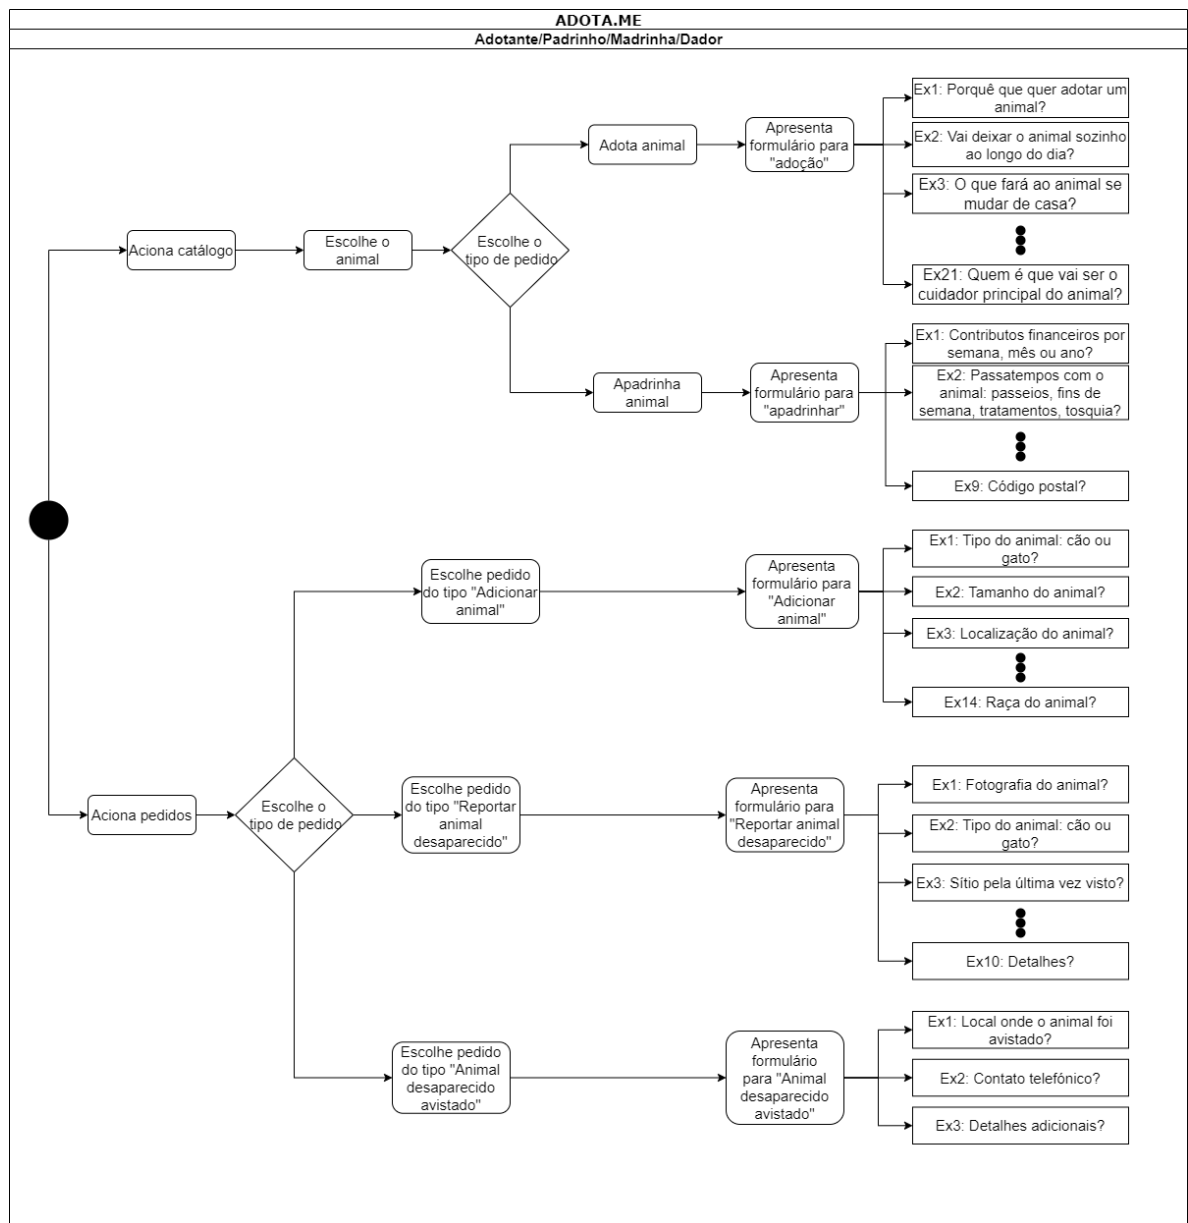 ADOTA.ME
Adotante/Padrinho/Madrinha/Dador
Aciona catálogo
Escolhe o
animal
Escolhe o
tipo de pedido
Adota animal
Apresenta
formulário para
"adoção"
Ex1: Porquê que quer adotar um
animal?
Ex2: Vai deixar o animal sozinho
ao longo do dia?
Ex3: O que fará ao animal se
mudar de casa?
Ex21: Quem é que vai ser o
cuidador principal do animal?
Apadrinha
animal
Apresenta
formulário para
"apadrinhar"
Ex1: Contributos financeiros por
semana, mês ou ano?
Ex2: Passatempos com o
animal: passeios, fins de
semana, tratamentos, tosquia?
Ex9: Código postal?
Aciona pedidos
Escolhe o
tipo de pedido
Escolhe pedido
do tipo "Adicionar
animal"
Apresenta
formulário para
"Adicionar
animal"
Ex1: Tipo do animal: cão ou
gato?
Ex2: Tamanho do animal?
Ex3: Localização do animal?
Ex14: Raça do animal?
Escolhe pedido
do tipo "Reportar
animal
desaparecido"
Apresenta
formulário para
"Reportar animal
desaparecido"
Ex1: Fotografia do animal?
Ex2: Tipo do animal: cão ou
gato?
Ex3: Sítio pela última vez visto?
Ex10: Detalhes?
Escolhe pedido
do tipo "Animal
desaparecido
avistado"
Apresenta
formulário
para "Animal
desaparecido
avistado"
Ex1: Local onde o animal foi
avistado?
Ex2: Contato telefónico?
Ex3: Detalhes adicionais?